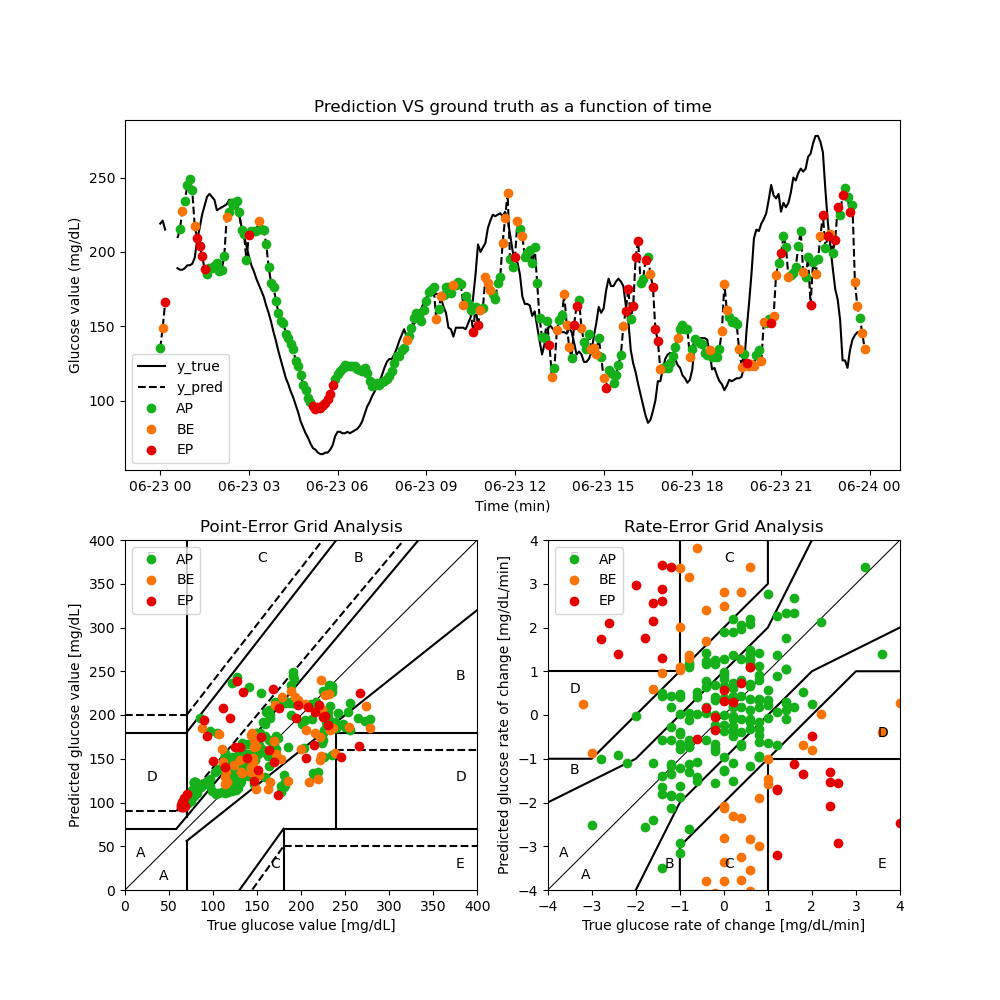 Prediction VS ground truth as a function of time
Glucose value (mg/dL)
250
200
150
100
y_true
y_pred
AP
BE
EP
06-23 00
06-23 03
06-23 06
06-23 09
06-23 12
06-23 15
06-23 18
06-23 21
06-24 00
Time (min)
Point-Error Grid Analysis
Predicted glucose value [mg/dL]
400
350
300
250
200
150
100
50
0
AP
BE
EP
C
B
B
D
D
A
A
C
E
0
50
100
150
200
250
300
350
400
True glucose value [mg/dL]
Rate-Error Grid Analysis
Predicted glucose rate of change [mg/dL/min]
4
3
2
1
0
−1
−2
−3
−4
AP
BE
EP
C
D
D
B
A
A
B
C
E
−4
−3
−2
−1
0
1
2
3
4
True glucose rate of change [mg/dL/min]